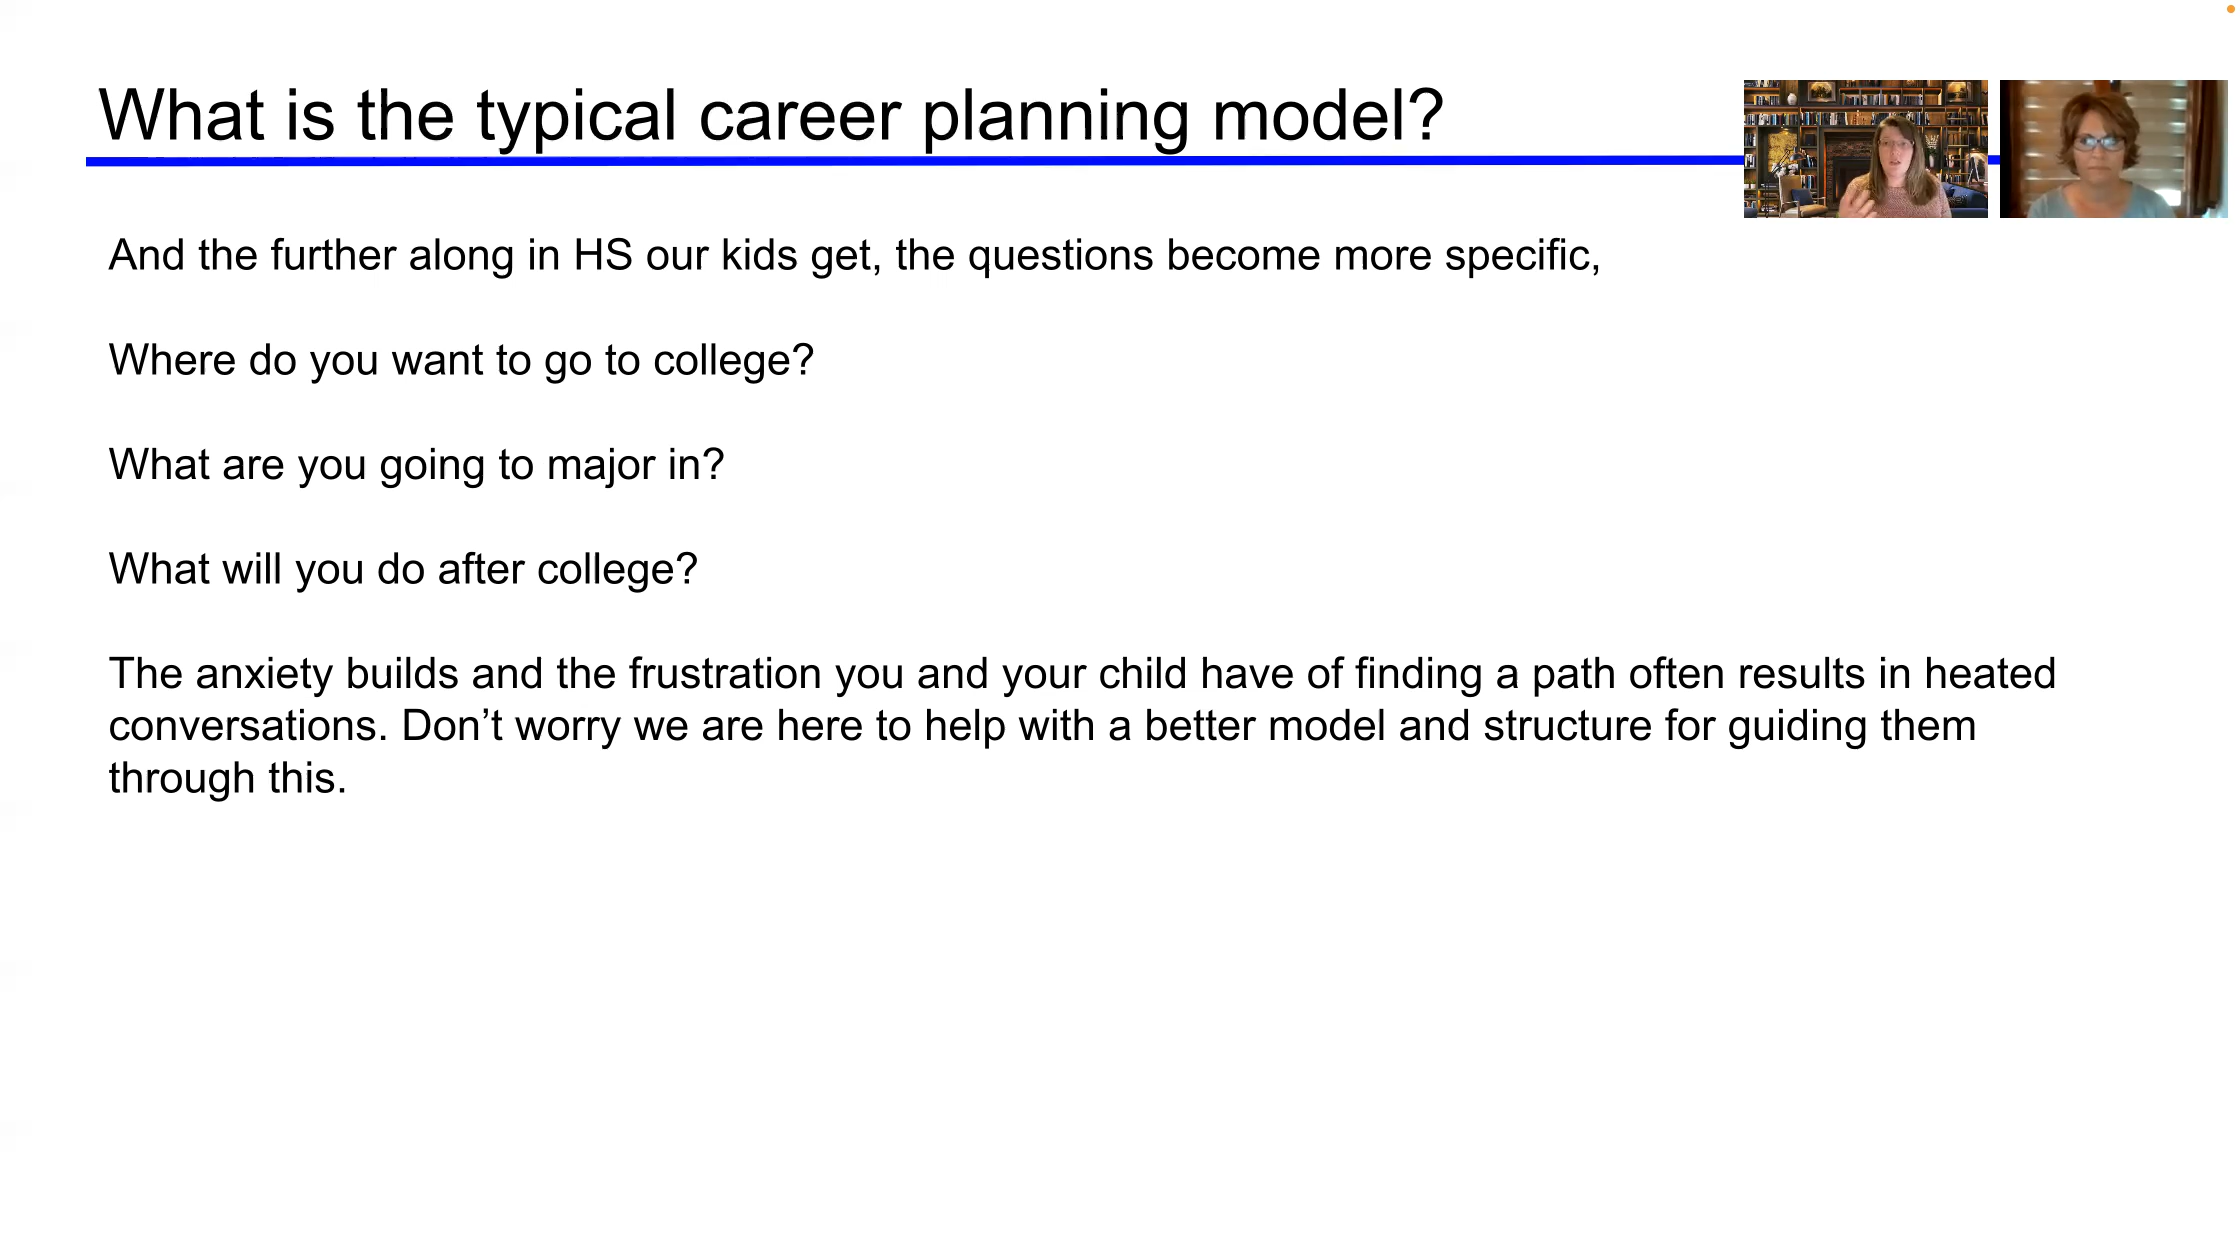 What is the typical career planning model?
And the further along in HS our kids get, the questions become more specific,
Where do you want to go to college?
What are you going to major in?
What will you do after college?
The anxiety builds and the frustration you and your child have of finding a path often results in heated
conversations. Don’t worry we are here to help with a better model and structure for guiding them
through this.